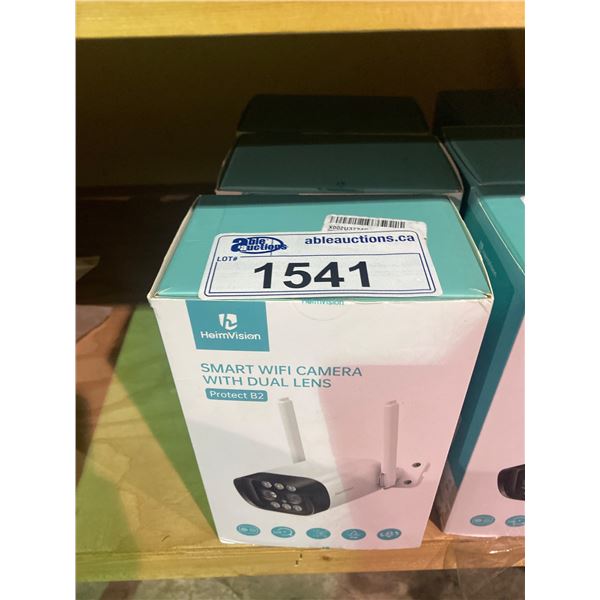 able auctions
ableauctions.ca
LOT#
1541
HeimVision
HeimVision
SMART WIFI CAMERA
WITH DUAL LENS
Protect B2